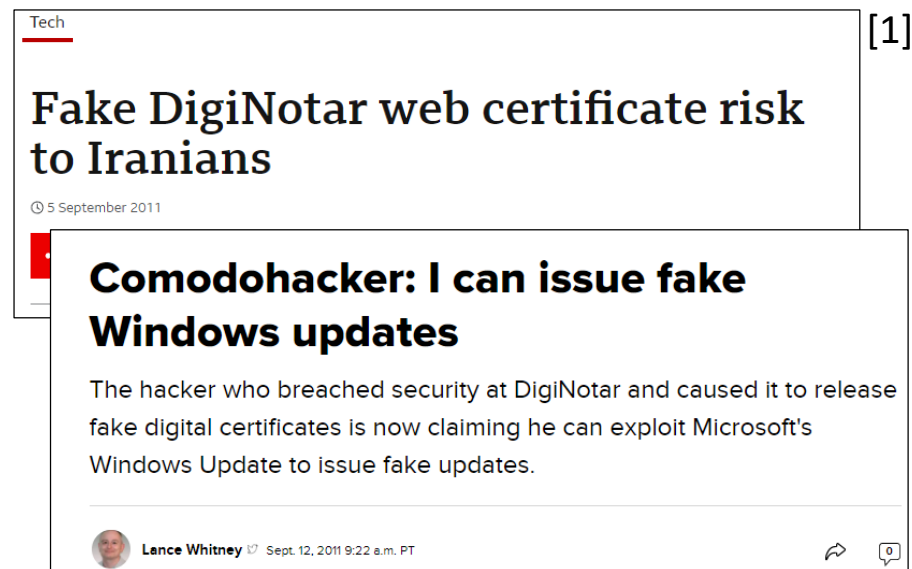 Tech
[1]
Fake DigiNotar web certificate risk
to Iranians
5 September 2011
Comodohacker: I can issue fake
Windows updates
The hacker who breached security at DigiNotar and caused it to release
fake digital certificates is now claiming he can exploit Microsoft's
Windows Update to issue fake updates.
Lance Whitney Sept. 12, 2011 9:22 a.m. PT
0